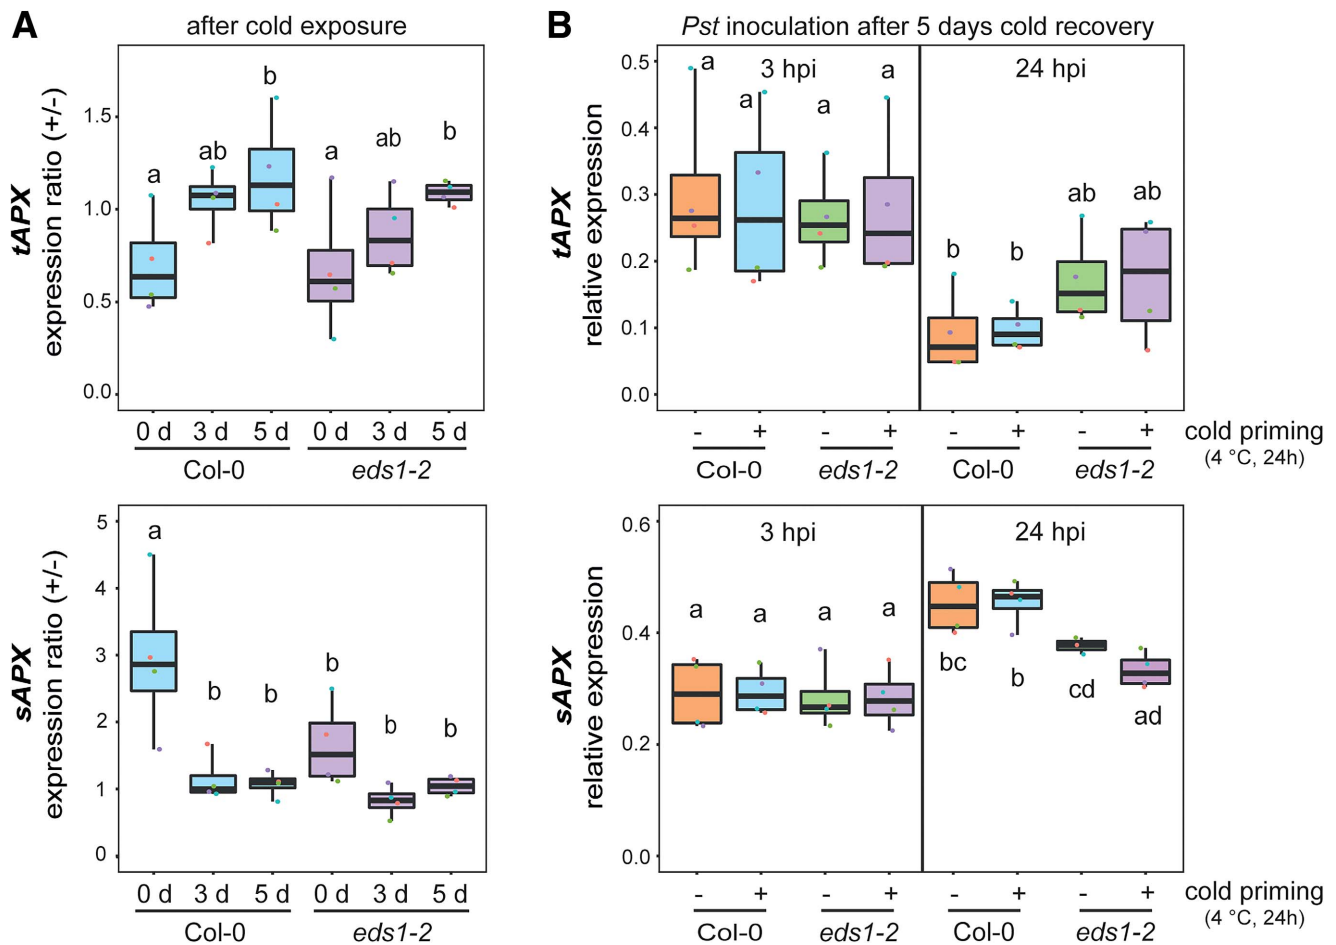 A
after cold exposure
tAPX
expression ratio (+/-)
1.5
1.0
0.5
0.0
a
ab
b
a
ab
b
0 d 3 d 5 d 0 d 3 d 5 d
Col-0 eds1-2
sAPX
expression ratio (+/-)
5
4
3
2
1
0
a
b
b
b
b
b
0 d 3 d 5 d 0 d 3 d 5 d
Col-0 eds1-2
B
Pst inoculation after 5 days cold recovery
tAPX
relative expression
0.5
0.4
0.3
0.2
0.1
0.0
3 hpi
24 hpi
a
a
a
a
b
b
ab
ab
- + - + - + - + cold priming
(4 °C, 24h)
Col-0 eds1-2 Col-0 eds1-2
sAPX
relative expression
0.6
0.4
0.2
0.0
3 hpi
24 hpi
a
a
a
a
bc
b
cd
ad
- + - + - + - + cold priming
(4 °C, 24h)
Col-0 eds1-2 Col-0 eds1-2